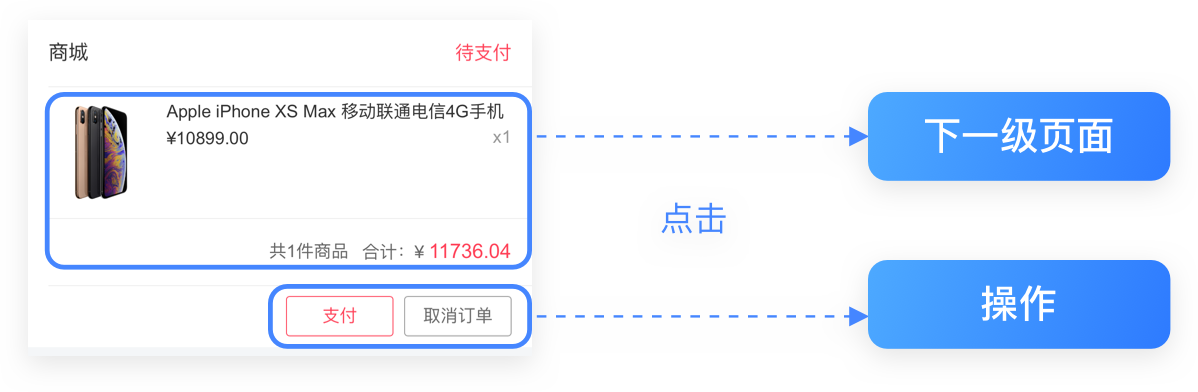 商城
待支付
Apple iPhone XS Max 移动联通电信4G手机
¥10899.00
x1
共1件商品 合计：¥ 11736.04
支付
取消订单
点击
下一级页面
操作